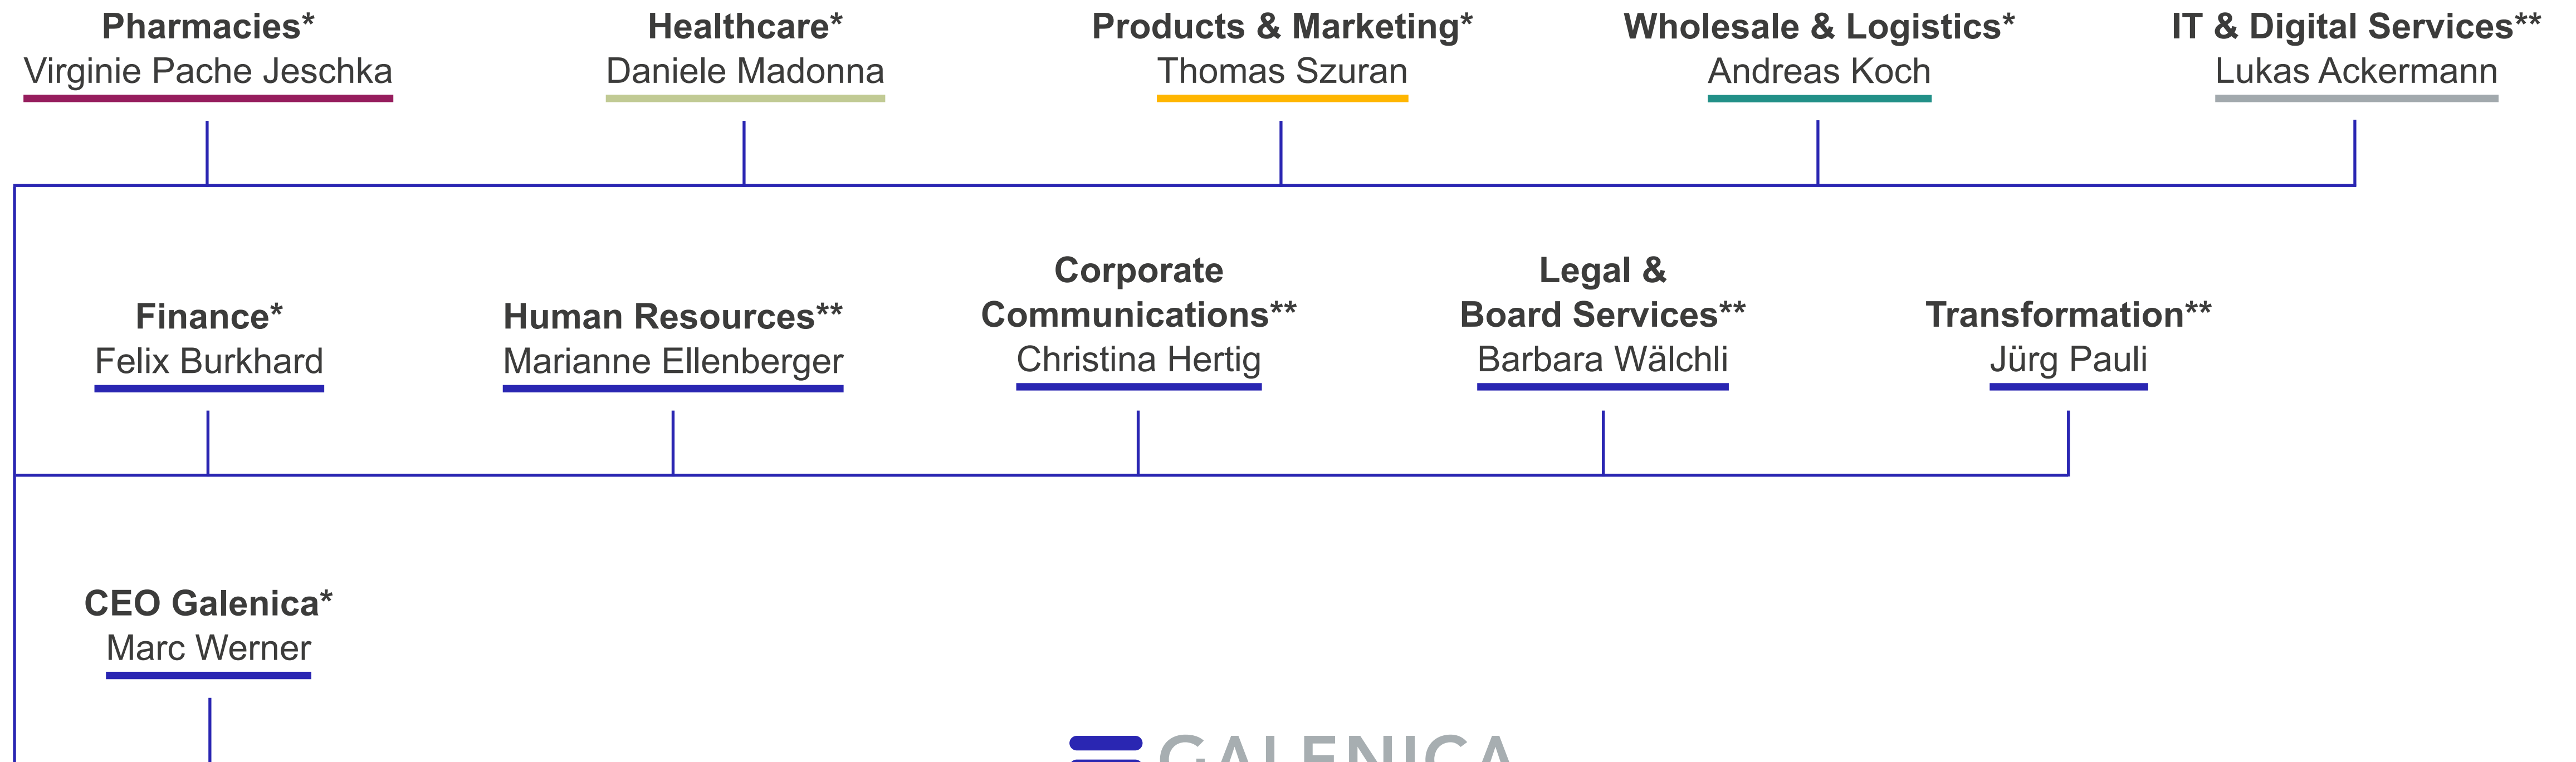 Pharmacies*
Virginie Pache Jeschka
Healthcare*
Daniele Madonna
Products & Marketing*
Thomas Szuran
Wholesale & Logistics*
Andreas Koch
IT & Digital Services**
Lukas Ackermann
Finance*
Felix Burkhard
Human Resources**
Marianne Ellenberger
Corporate
Communications**
Christina Hertig
Legal &
Board Services**
Barbara Wälchli
Transformation**
Jürg Pauli
CEO Galenica*
Marc Werner
GALENICA